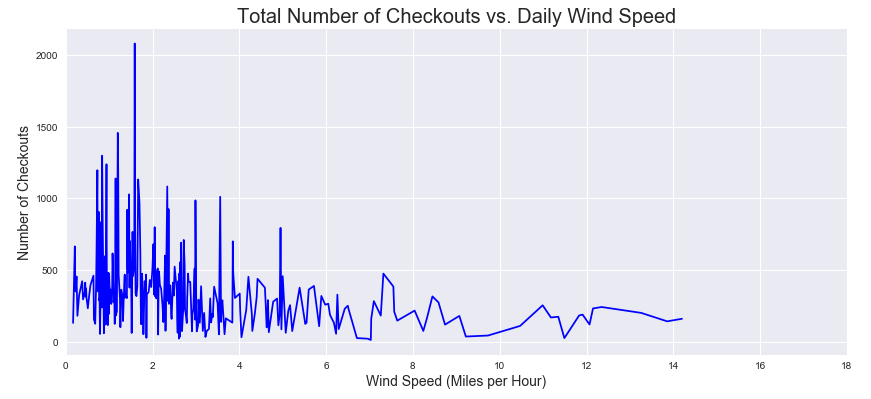 Total Number of Checkouts vs. Daily Wind Speed
Number of Checkouts
2000
1500
1000
500
0
0 2 4 6 8 10 12 14 16 18
Wind Speed (Miles per Hour)